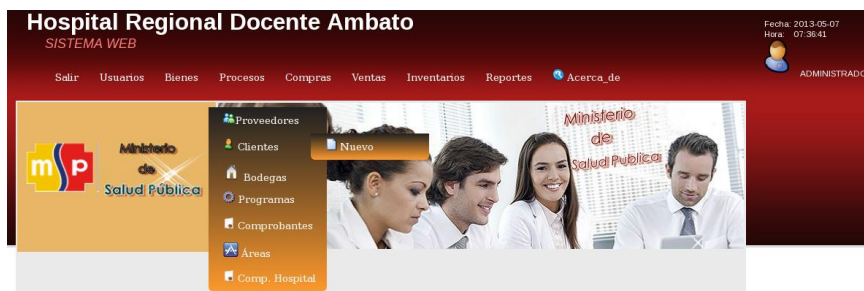 Hospital Regional Docente Ambato
SISTEMA WEB
Fecha: 2013-05-07
Hora: 07:36:41
ADMINISTRADO
Salir Usuarios Bienes Procesos Compras Ventas Inventarios Reportes Acerca_de
msp
Ministerio
de
Salud Pública
Proveedores
Clientes
Nuevo
Bodegas
Programas
Comprobantes
Áreas
Comp. Hospital
Ministerio
de
Salud Publica